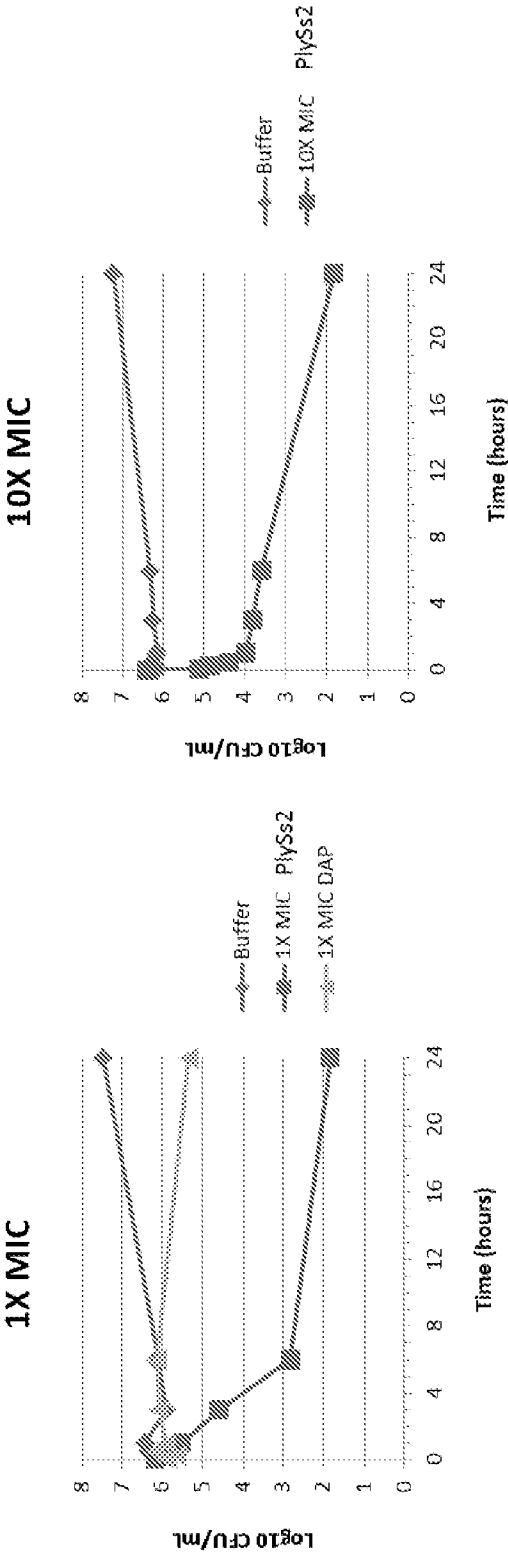 1X MIC
Log10 CFU/mL
8
7
6
5
4
3
2
1
0
0
4
8
12
16
20
24
Time (hours)
Buffer
1X MIC PlySs2
1X MIC DAP
10X MIC
Log10 CFU/mL
8
7
6
5
4
3
2
1
0
0
4
8
12
16
20
24
Time (hours)
Buffer
10X MIC PlySs2